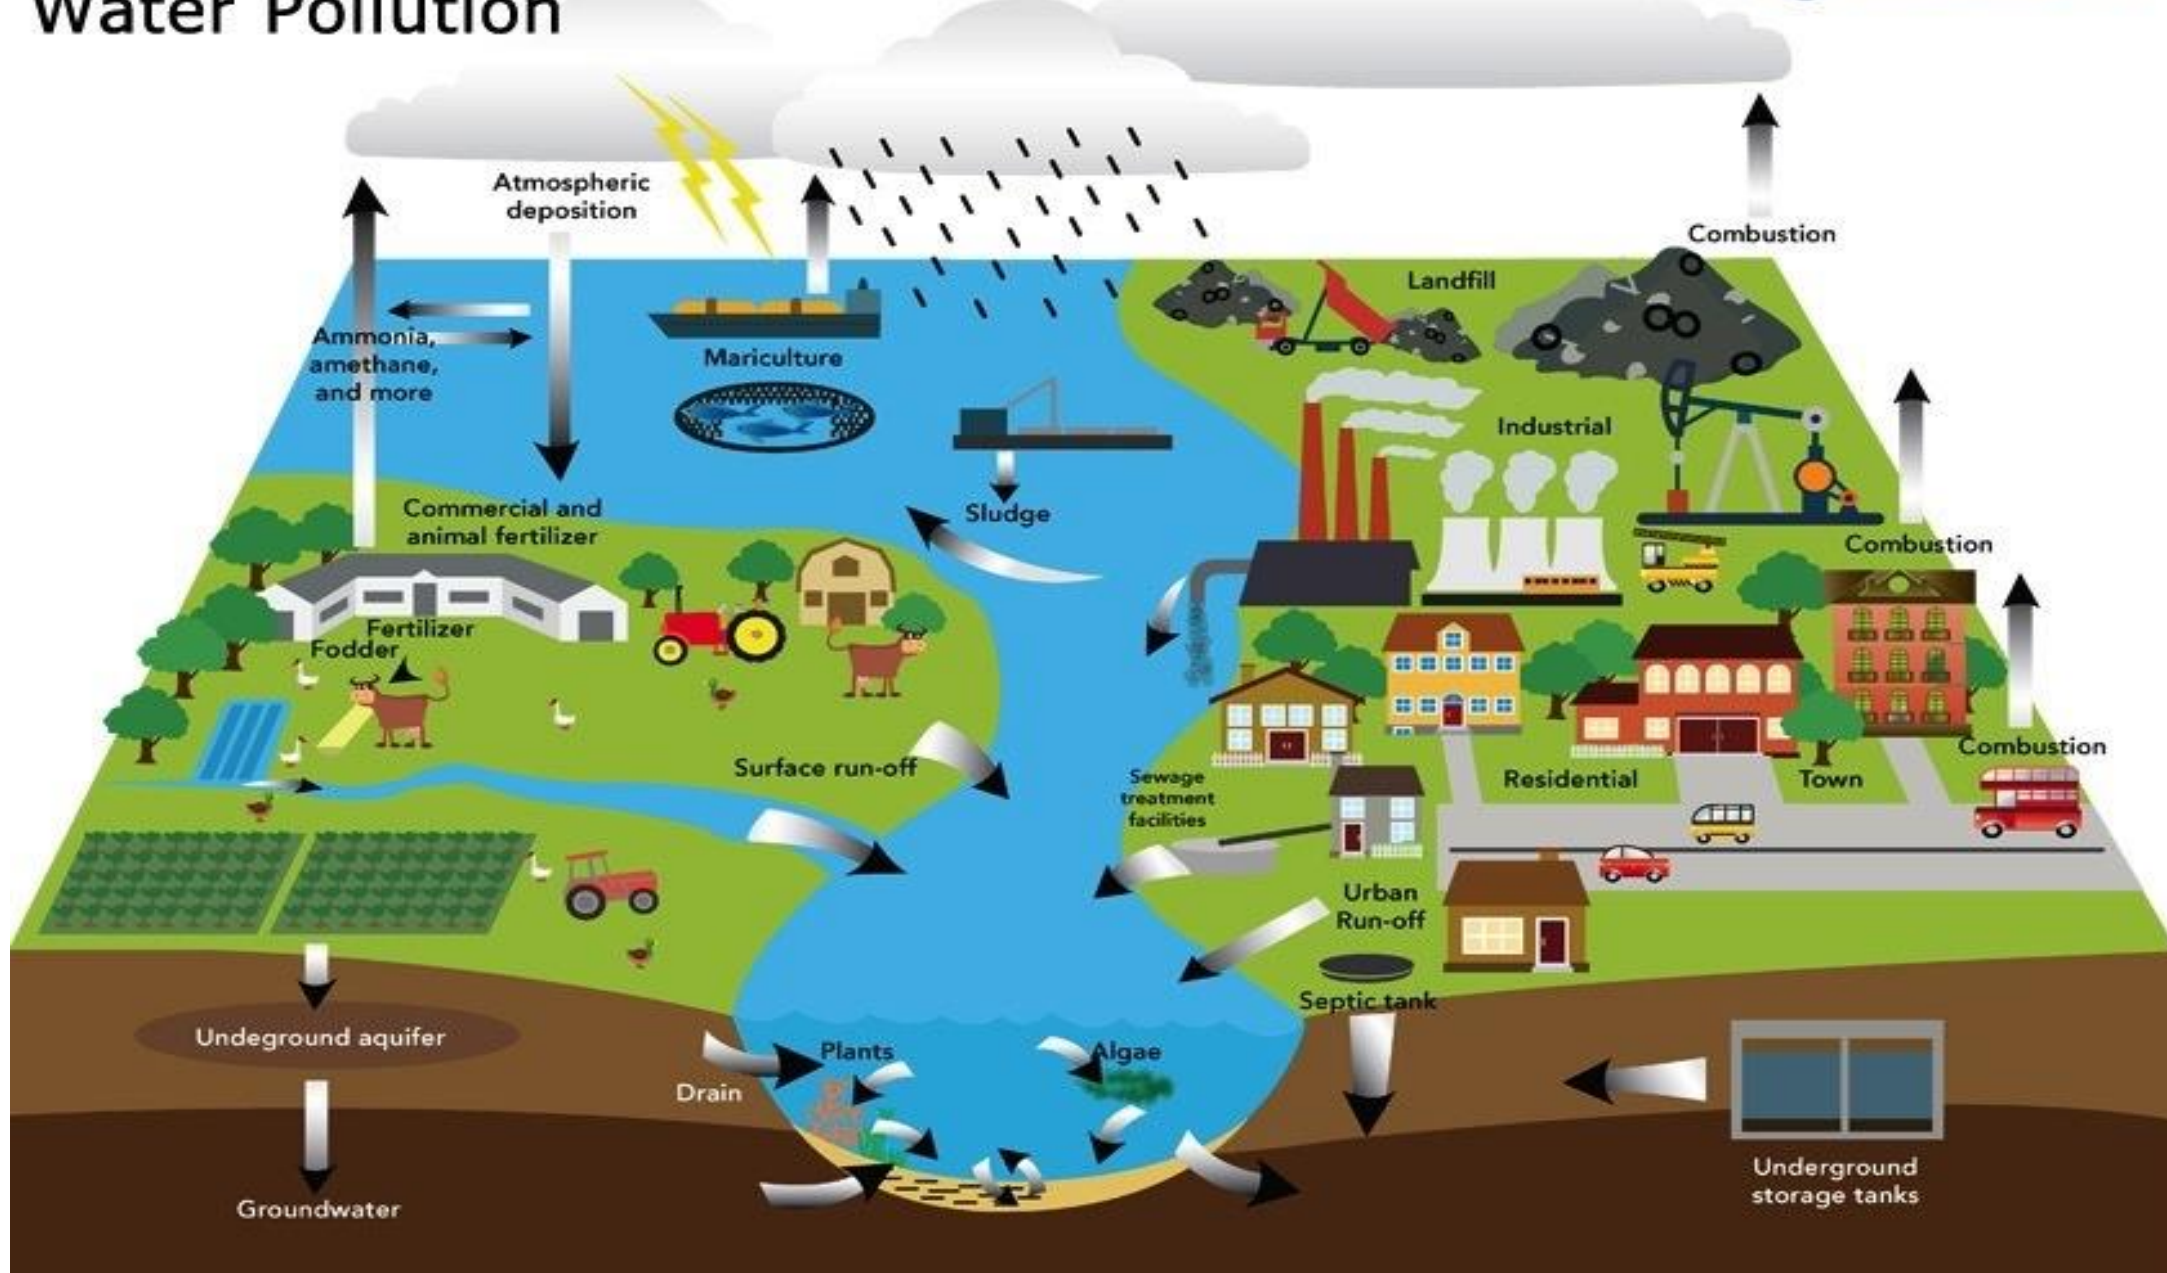 Water Pollution
Atmospheric
deposition
Combustion
Landfill
Ammonia,
amethane,
and more
Mariculture
Industrial
Sludge
Commercial and
animal fertilizer
Combustion
Fertilizer
Fodder
Surface run-off
Sewage
treatment
facilities
Residential
Town
Combustion
Urban
Run-off
Septic tank
Undeground aquifer
Plants
Algae
Drain
Groundwater
Underground
storage tanks